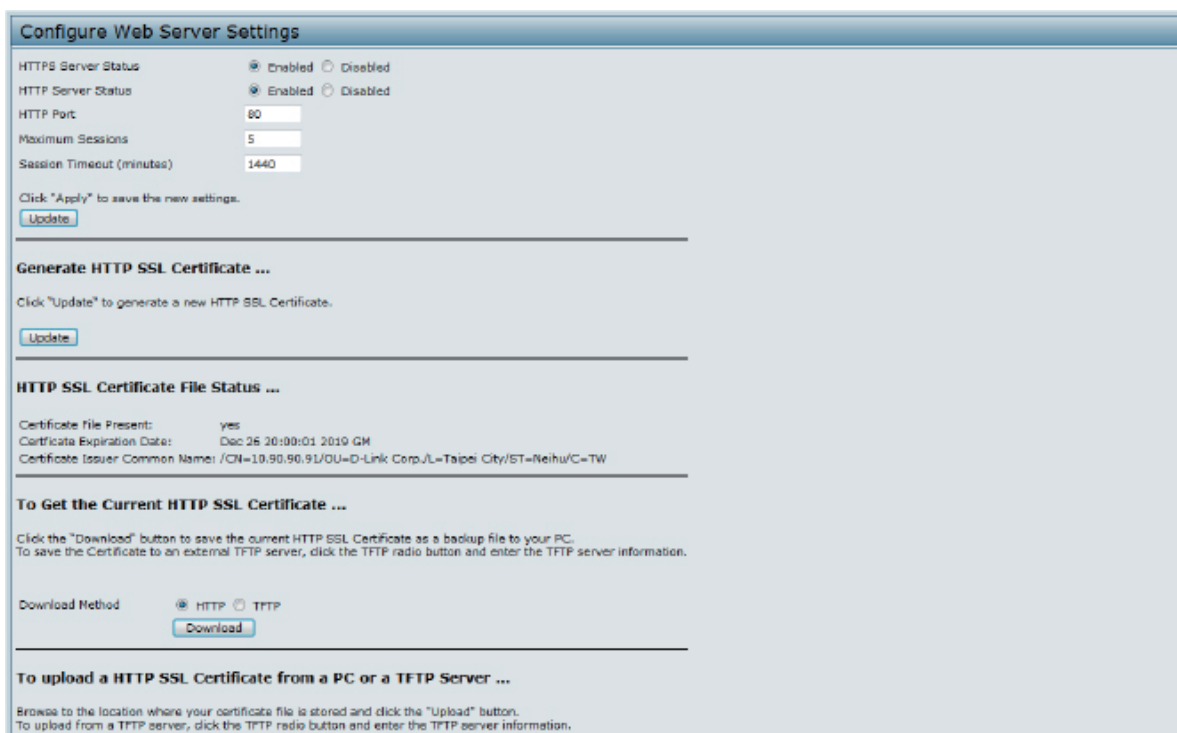 Configure Web Server Settings
HTTPS Server Status Enabled Disabled
HTTP Server Status Enabled Disabled
HTTP Port 80
Maximum Sessions 5
Session Timeout (minutes) 1440
Click "Apply" to save the new settings.
Update
Generate HTTP SSL Certificate ...
Click "Update" to generate a new HTTP SSL Certificate.
Update
HTTP SSL Certificate File Status ...
Certificate File Present: yes
Certficate Expiration Date: Dec 26 20:00:01 2019 GM
Certificate Issuer Common Name: /CN=10.90.90.91/OU=D-Link Corp./L=Taipei City/ST=Neihu/C=TW
To Get the Current HTTP SSL Certificate ...
Click the "Download" button to save the current HTTP SSL Certificate as a backup file to your PC.
To save the Certificate to an external TFTP server, click the TFTP radio button and enter the TFTP server information.
Download Method HTTP TFTP
Download
To upload a HTTP SSL Certificate from a PC or a TFTP Server ...
Browse to the location where your certificate file is stored and click the "Upload" button.
To upload from a TFTP server, click the TFTP radio button and enter the TFTP server information.